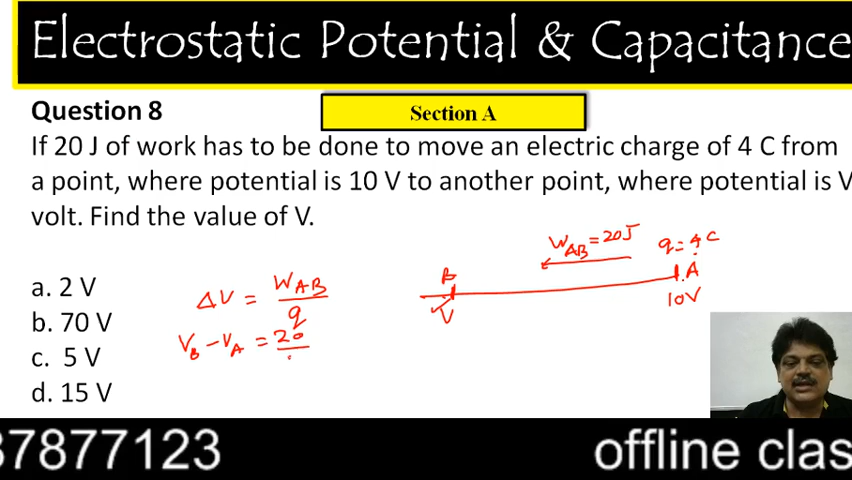 Electrostatic Potential & Capacitance
Question 8
Section A
If 20 J of work has to be done to move an electric charge of 4 C from
a point, where potential is 10 V to another point, where potential is V
volt. Find the value of V.
W_AB = 20J
q = 4C
B
A
V
10V
a. 2 V
b. 70 V
c. 5 V
d. 15 V
ΔV = W_AB / q
V_B - V_A = 20 /
37877123
offline clas